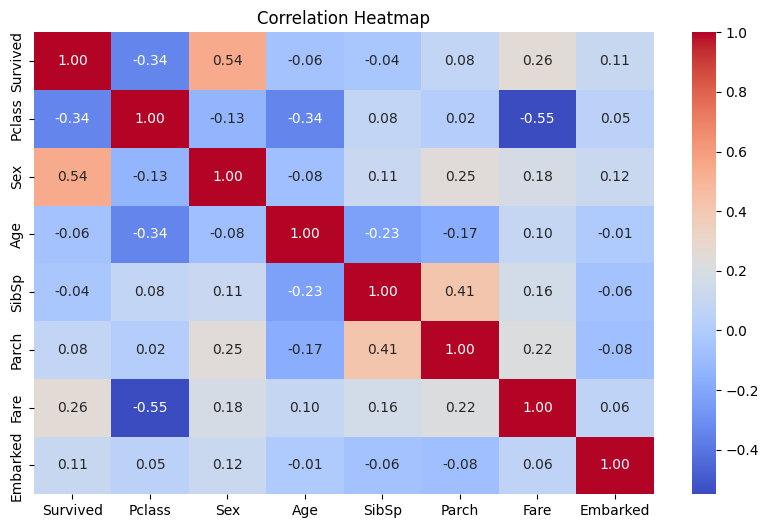 Correlation Heatmap
Survived 1.00 -0.34 0.54 -0.06 -0.04 0.08 0.26 0.11
Pclass -0.34 1.00 -0.13 -0.34 0.08 0.02 -0.55 0.05
Sex 0.54 -0.13 1.00 -0.08 0.11 0.25 0.18 0.12
Age -0.06 -0.34 -0.08 1.00 -0.23 -0.17 0.10 -0.01
SibSp -0.04 0.08 0.11 -0.23 1.00 0.41 0.16 -0.06
Parch 0.08 0.02 0.25 -0.17 0.41 1.00 0.22 -0.08
Fare 0.26 -0.55 0.18 0.10 0.16 0.22 1.00 0.06
Embarked 0.11 0.05 0.12 -0.01 -0.06 -0.08 0.06 1.00
Survived Pclass Sex Age SibSp Parch Fare Embarked
1.0
0.8
0.6
0.4
0.2
0.0
−0.2
−0.4